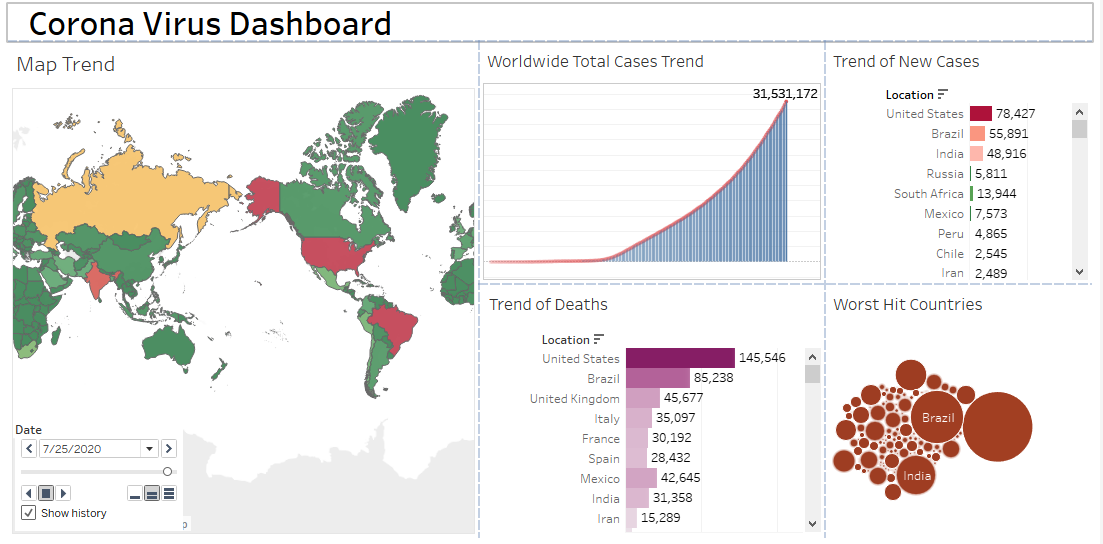 Corona Virus Dashboard
Map Trend
Date
7/25/2020
Show history
p
Worldwide Total Cases Trend
31,531,172
Trend of New Cases
Location
United States 78,427
Brazil 55,891
India 48,916
Russia 5,811
South Africa 13,944
Mexico 7,573
Peru 4,865
Chile 2,545
Iran 2,489
Trend of Deaths
Location
United States 145,546
Brazil 85,238
United Kingdom 45,677
Italy 35,097
France 30,192
Spain 28,432
Mexico 42,645
India 31,358
Iran 15,289
Worst Hit Countries
Brazil
India